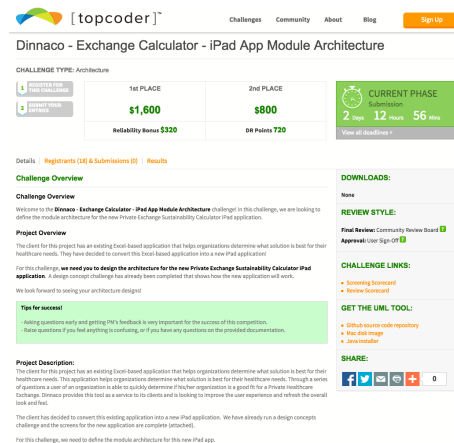 [ topcoder ]™
Challenges Community About Blog Sign Up
Dinnaco - Exchange Calculator - iPad App Module Architecture
CHALLENGE TYPE: Architecture
1 REGISTER FOR THIS CHALLENGE
2 SUBMIT YOUR ENTRIES
1st PLACE
$1,600
Reliability Bonus $320
2nd PLACE
$800
DR Points 720
CURRENT PHASE
Submission
2 Days 12 Hours 56 Mins
View all deadlines +
Details | Registrants (18) & Submissions (0) | Results
Challenge Overview
Challenge Overview
Welcome to the Dinnaco - Exchange Calculator - iPad App Module Architecture challenge! In this challenge, we are looking to
define the module architecture for the new Private Exchange Sustainability Calculator iPad application.
Project Overview
The client for this project has an existing Excel-based application that helps organizations determine what solution is best for their
healthcare needs. They have decided to convert this Excel-based application into a new iPad application!
For this challenge, we need you to design the architecture for the new Private Exchange Sustainability Calculator iPad
application. A design concept challenge has already been completed that shows how the new application will work.
We look forward to seeing your architecture designs!
Tips for success!
- Asking questions early and getting PM's feedback is very important for the success of this competition.
- Raise questions if you feel anything is confusing, or if you have any questions on the provided documentation.
Project Description:
The client for this project has an existing Excel-based application that helps organizations determine what solution is best for their
healthcare needs. This application helps organizations determine what solution is best for their healthcare needs. Through a series
of questions a user of an organization is able to quickly determine if his/her organization is a good fit for a Private Healthcare
Exchange. Dinnaco provides this tool as a service to its clients and is looking to improve the user experience and refresh the overall
look and feel.
The client has decided to convert this existing application into a new iPad application. We have already run a design concepts
challenge and the screens for the new application are complete (attached).
For this challenge, we need to define the module architecture for this new iPad app.
DOWNLOADS:
None
REVIEW STYLE:
Final Review: Community Review Board ?
Approval: User Sign-Off ?
CHALLENGE LINKS:
Screening Scorecard
Review Scorecard
GET THE UML TOOL:
Github source code repository
Mac disk image
Java installer
SHARE:
0